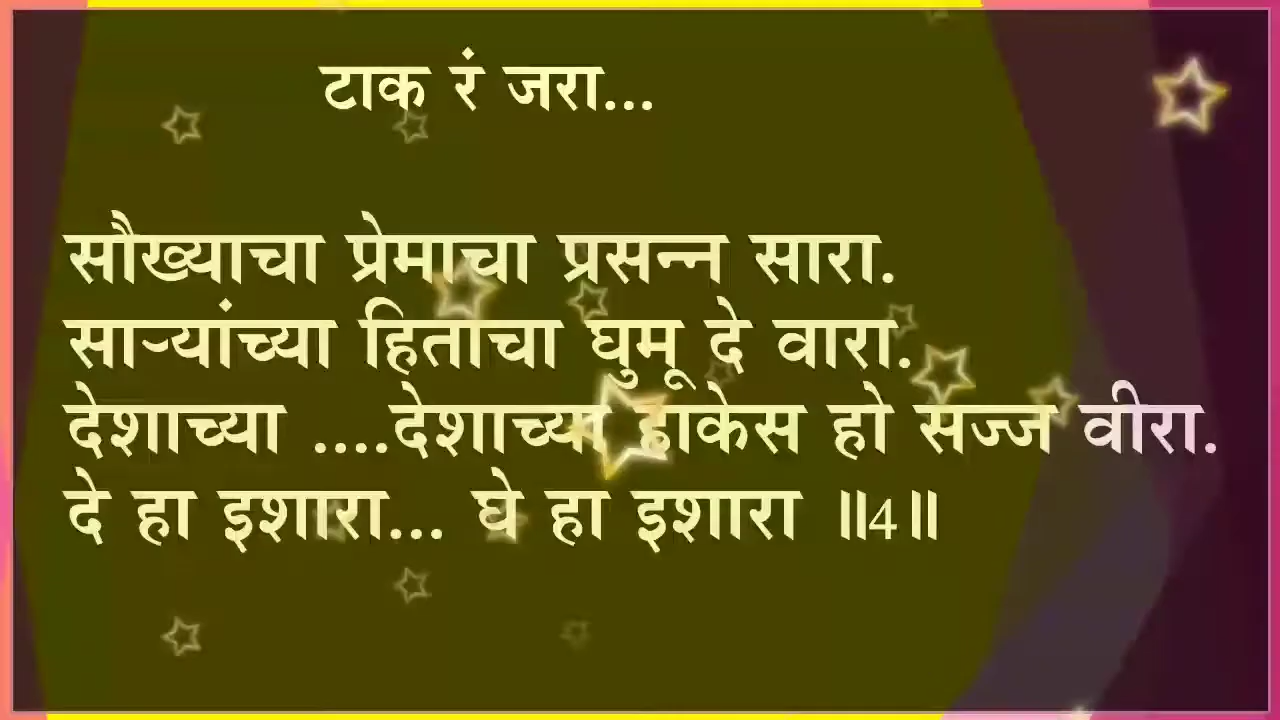 टाक रं जरा...
सौख्याचा प्रेमाचा प्रसन्न सारा.
साऱ्यांच्या हिताचा घुमू दे वारा.
देशाच्या ....देशाच्या हाकेस हो सज्ज वीरा.
दे हा इशारा... घे हा इशारा ॥4॥